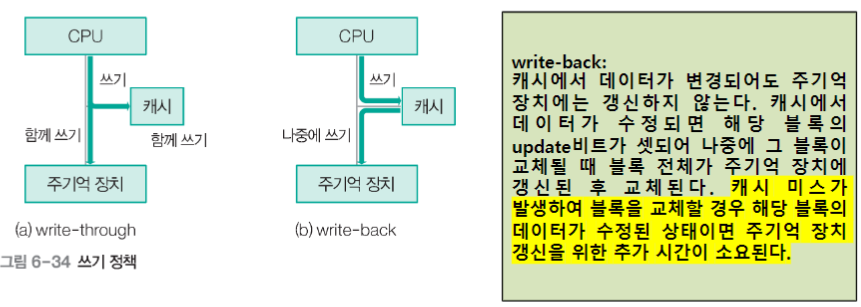 CPU
쓰기
캐시
함께 쓰기
함께 쓰기
주기억 장치
(a) write-through
CPU
쓰기
캐시
나중에 쓰기
주기억 장치
(b) write-back
그림 6-34 쓰기 정책
write-back:
캐시에서 데이터가 변경되어도 주기억
장치에는 갱신하지 않는다. 캐시에서
데이터가 수정되면 해당 블록의
update비트가 셋되어 나중에 그 블록이
교체될 때 블록 전체가 주기억 장치에
갱신된 후 교체된다. 캐시 미스가
발생하여 블록을 교체할 경우 해당 블록의
데이터가 수정된 상태이면 주기억 장치
갱신을 위한 추가 시간이 소요된다.